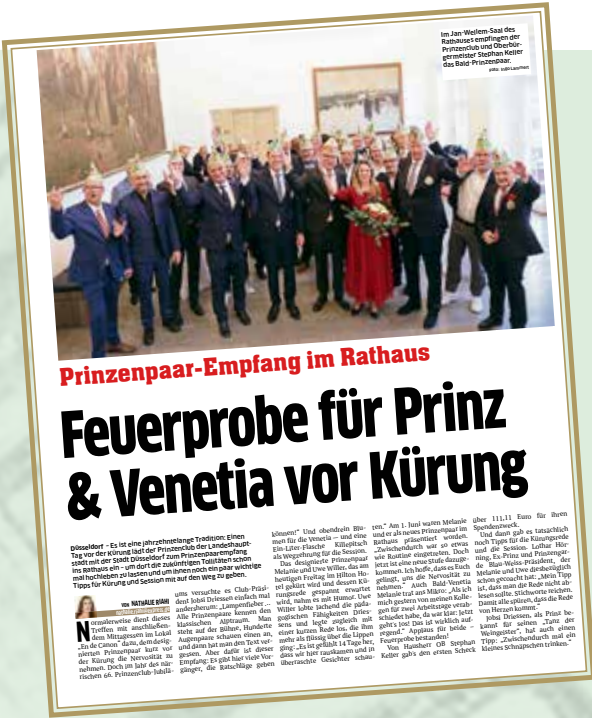 Im Jan-Wellem-Saal des
Rathauses empfingen der
Prinzenclub und Oberbür-
germeister Stephan Keller
das Bald-Prinzenpaar.
Foto: Ingo Lammert
Prinzenpaar-Empfang im Rathaus
Feuerprobe für Prinz
& Venetia vor Kürung
Düsseldorf – Es ist eine jahrzehntelange Tradition: Einen
Tag vor der Kürung lädt der Prinzenclub der Landeshaupt-
stadt mit der Stadt Düsseldorf zum Prinzenpaarempfang
ins Rathaus ein – um dort die zukünftigen Tollitäten schon
mal hochleben zu lassen und um ihnen noch ein paar wichtige
Tipps für Kürung und Session mit auf den Weg zu geben.
VON NATHALIE RIAHI
Normalerweise dient dieses
Treffen mit anschließen-
dem Mittagessen im Lokal
„En de Canon“ dazu, dem desig-
nierten Prinzenpaar kurz vor
der Kürung die Nervosität zu
nehmen. Doch im Jahr des när-
rischen 66. Prinzenclub-Jubilä-
ums versuchte es Club-Präsi-
dent Jobsi Driessen einfach mal
andersherum: „Lampenfieber ...
Alle Prinzenpaare kennen den
klassischen Alptraum. Man
steht auf der Bühne, Hunderte
Augenpaare schauen einen an,
und dann hat man den Text ver-
gessen. Aber dafür ist dieser
Empfang: Es gibt hier viele Vor-
gänger, die Ratschläge geben
können!“ Und obendrein Blu-
men für die Venetia – und eine
Ein-Liter-Flasche Killepitsch
als Wegzehrung für die Session.
Das designierte Prinzenpaar
Melanie und Uwe Willer, das am
heutigen Freitag im Hilton Ho-
tel gekürt wird und dessen Kü-
rungsrede gespannt erwartet
wird, nahm es mit Humor. Uwe
Willer lobte lachend die päda-
gogischen Fähigkeiten Dries-
sens und legte zugleich mit
einer kurzen Rede los, die ihm
mehr als flüssig über die Lippen
ging: „Es ist gefühlt 14 Tage her,
dass wir hier rauskamen und in
überraschte Gesichter schau-
ten.“ Am 1. Juni waren Melanie
und er als neues Prinzenpaar im
Rathaus präsentiert worden.
„Zwischendurch war so etwas
wie Routine eingetreten. Doch
jetzt ist eine neue Stufe dazuge-
kommen. Ich hoffe, dass es Euch
gelingt, uns die Nervosität zu
nehmen.“ Auch Bald-Venetia
Melanie trat ans Mikro: „Als ich
mich gestern von meinen Kolle-
gen für zwei Arbeitstage verab-
schiedet habe, da war klar: Jetzt
geht's los! Das ist wirklich auf-
regend.“ Applaus für beide –
Feuerprobe bestanden!
Von Hausherr OB Stephan
Keller gab's den ersten Scheck
über 111,11 Euro für ihren
Spendenzweck.
Und dann gab es tatsächlich
noch Tipps für die Kürungsrede
und die Session. Lothar Hör-
ning, Ex-Prinz und Prinzengar-
de Blau-Weiss-Präsident, der
Melanie und Uwe diesbezüglich
schon gecoacht hat: „Mein Tipp
ist, dass man die Rede nicht ab-
lesen sollte. Stichworte reichen.
Damit alle spüren, dass die Rede
von Herzen kommt.“
Jobsi Driessen, als Prinz be-
kannt für seinen „Tanz der
Weingeister“, hat auch einen
Tipp: „Zwischendurch mal ein
kleines Schnäpschen trinken.“